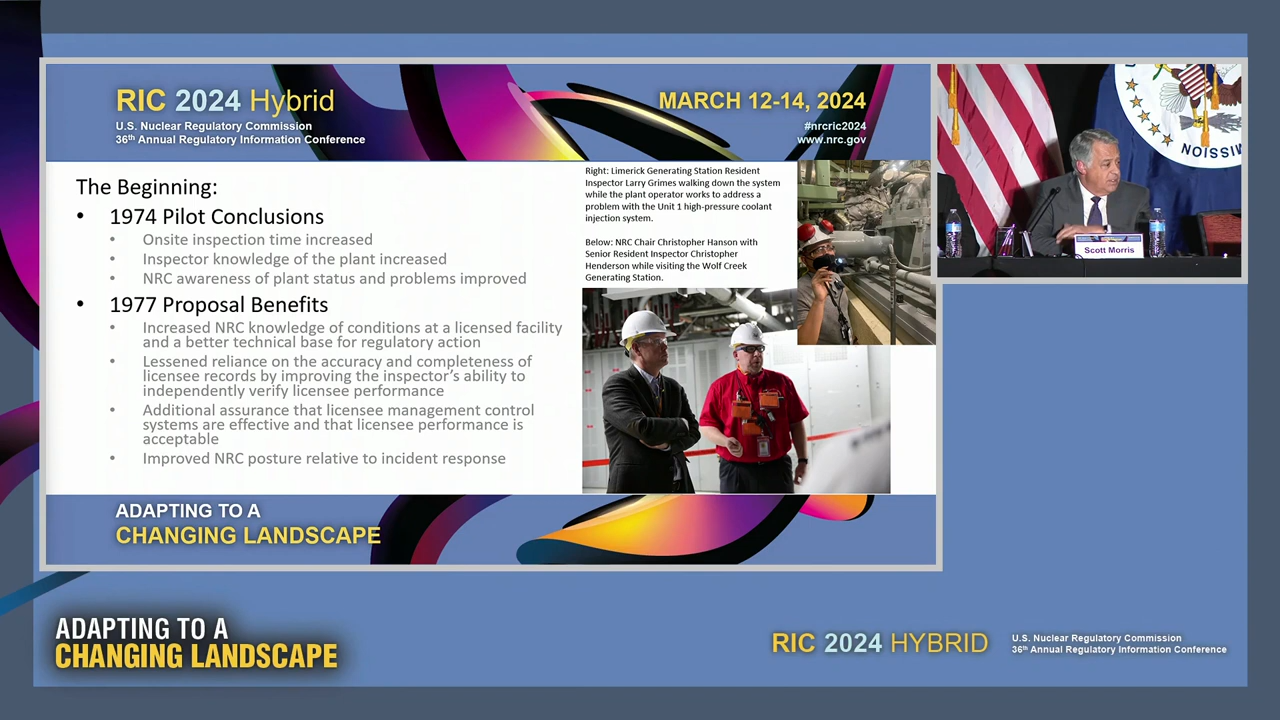 RIC 2024 Hybrid
U.S. Nuclear Regulatory Commission
36th Annual Regulatory Information Conference
MARCH 12-14, 2024
#nrcric2024
www.nrc.gov
The Beginning:
• 1974 Pilot Conclusions
• Onsite inspection time increased
• Inspector knowledge of the plant increased
• NRC awareness of plant status and problems improved
• 1977 Proposal Benefits
• Increased NRC knowledge of conditions at a licensed facility
and a better technical base for regulatory action
• Lessened reliance on the accuracy and completeness of
licensee records by improving the inspector's ability to
independently verify licensee performance
• Additional assurance that licensee management control
systems are effective and that licensee performance is
acceptable
• Improved NRC posture relative to incident response
Right: Limerick Generating Station Resident
Inspector Larry Grimes walking down the system
while the plant operator works to address a
problem with the Unit 1 high-pressure coolant
injection system.
Below: NRC Chair Christopher Hanson with
Senior Resident Inspector Christopher
Henderson while visiting the Wolf Creek
Generating Station.
ADAPTING TO A
CHANGING LANDSCAPE
MISSION
Scott Morris
ADAPTING TO A
CHANGING LANDSCAPE
RIC 2024 HYBRID
U.S. Nuclear Regulatory Commission
36th Annual Regulatory Information Conference